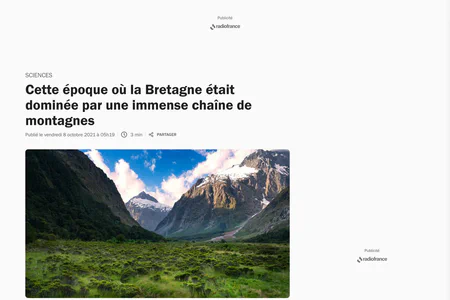 Publicité
radiofrance
SCIENCES
Cette époque où la Bretagne était
dominée par une immense chaîne de
montagnes
Publié le vendredi 8 octobre 2021 à 05h19
3 min
PARTAGER
Publicité
radiofrance